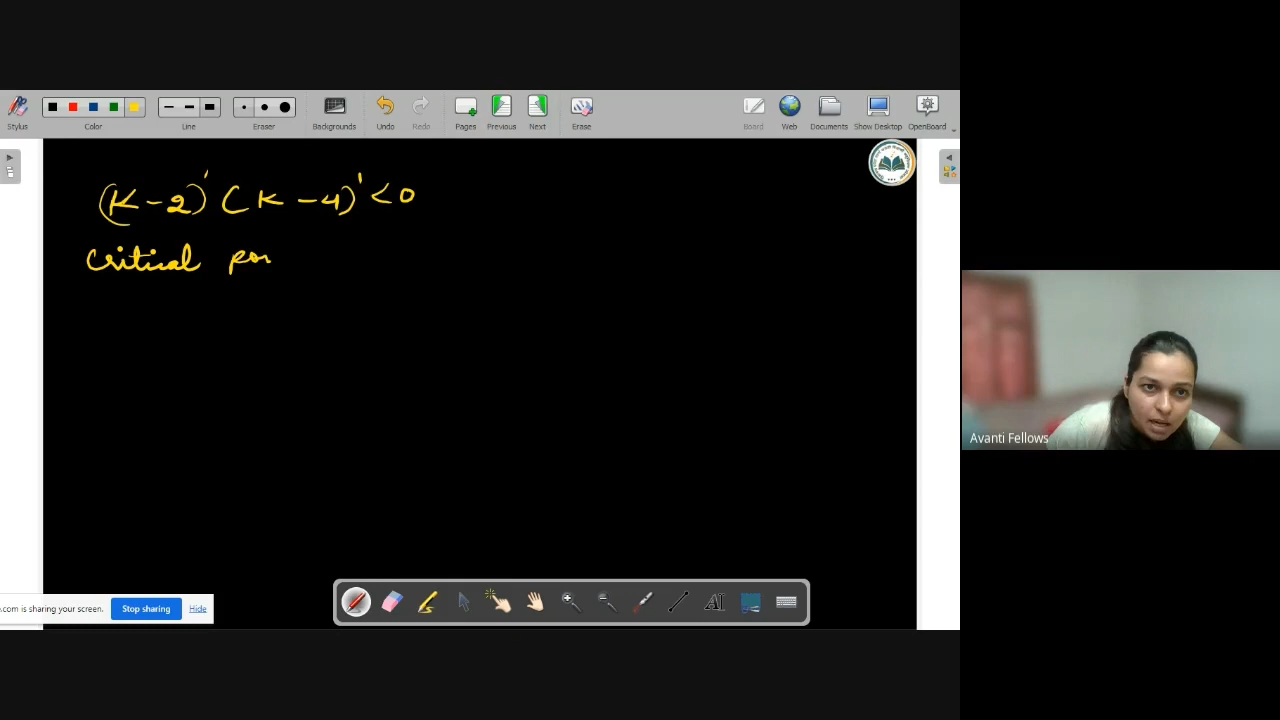 Stylus Color Line Eraser Backgrounds Undo Redo Pages Previous Next Erase Board Web Documents Show Desktop OpenBoard
(K-2)' (K-4)' <0
Critical poi
Avanti Fellows
.com is sharing your screen. Stop sharing Hide